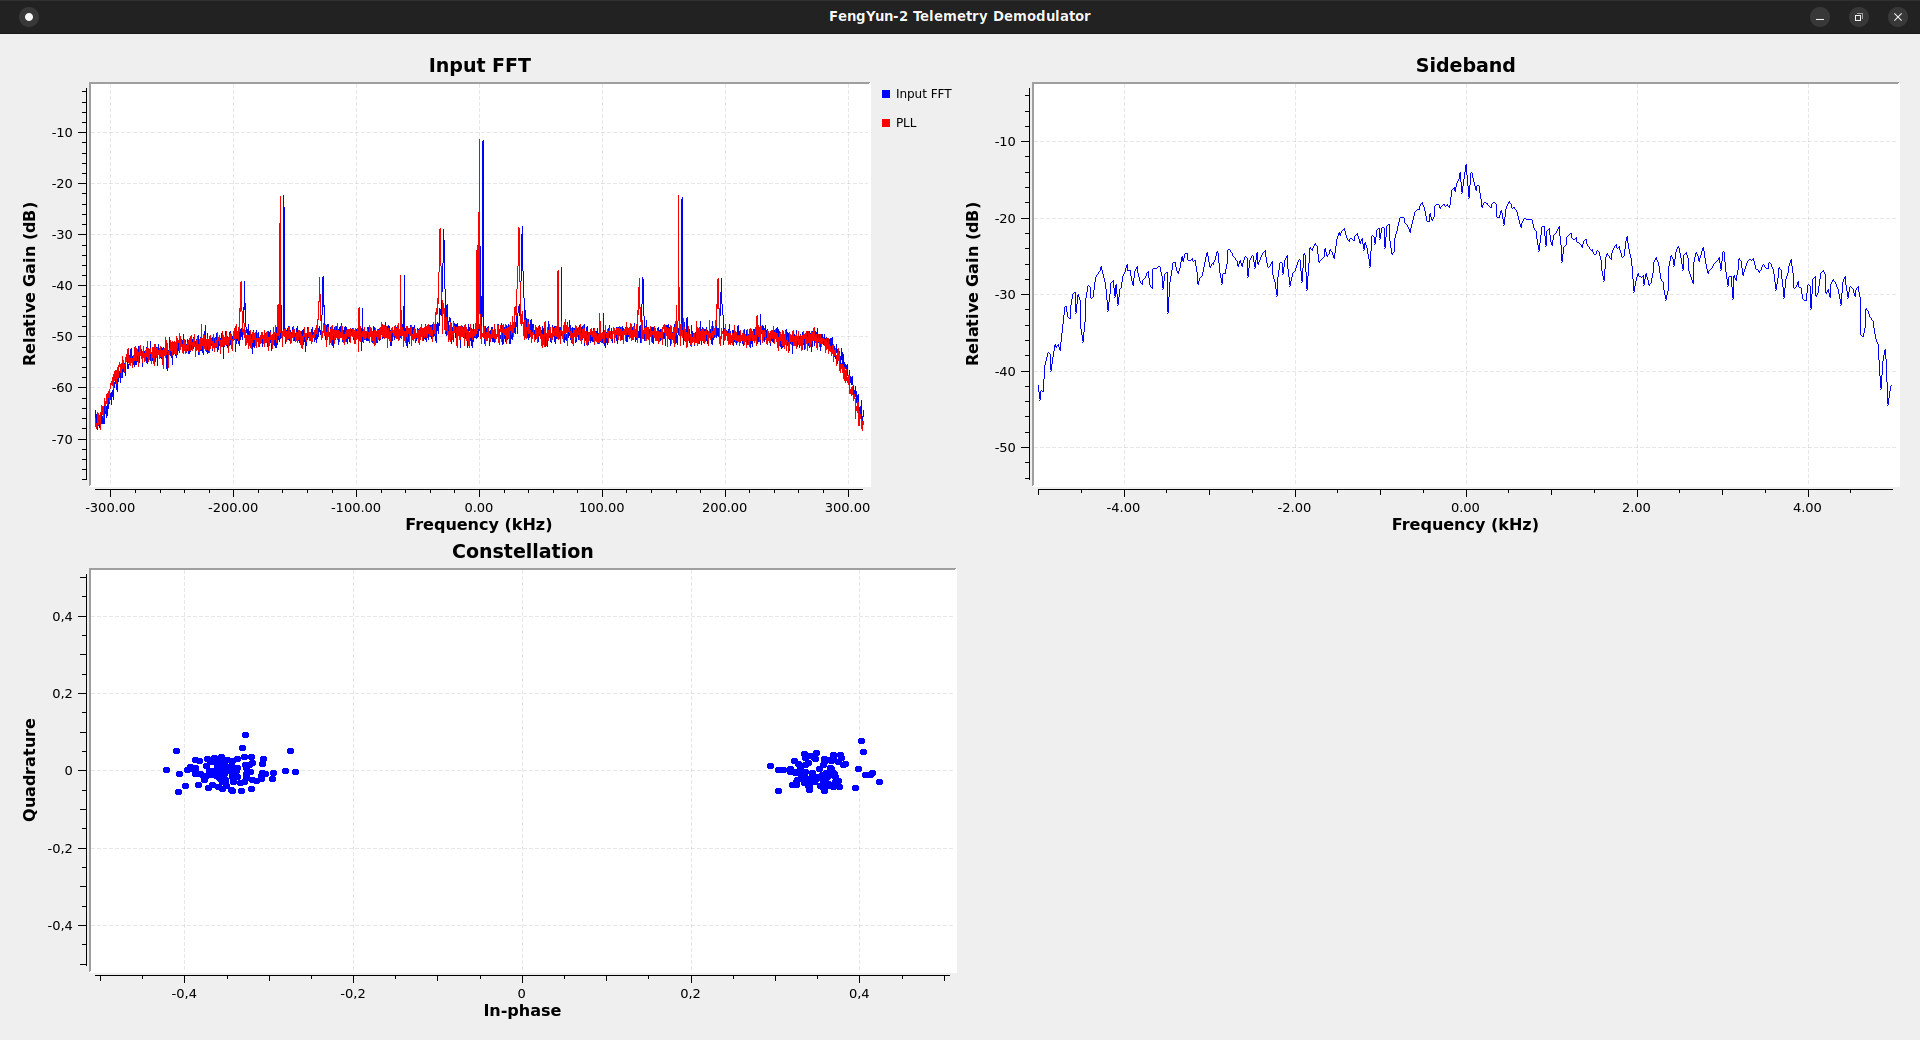 FengYun-2 Telemetry Demodulator
Input FFT
Relative Gain (dB)
-10
-20
-30
-40
-50
-60
-70
-300.00 -200.00 -100.00 0.00 100.00 200.00 300.00
Frequency (kHz)
Input FFT
PLL
Sideband
Relative Gain (dB)
-10
-20
-30
-40
-50
-4.00 -2.00 0.00 2.00 4.00
Frequency (kHz)
Constellation
Quadrature
0,4
0,2
0
-0,2
-0,4
-0,4 -0,2 0 0,2 0,4
In-phase